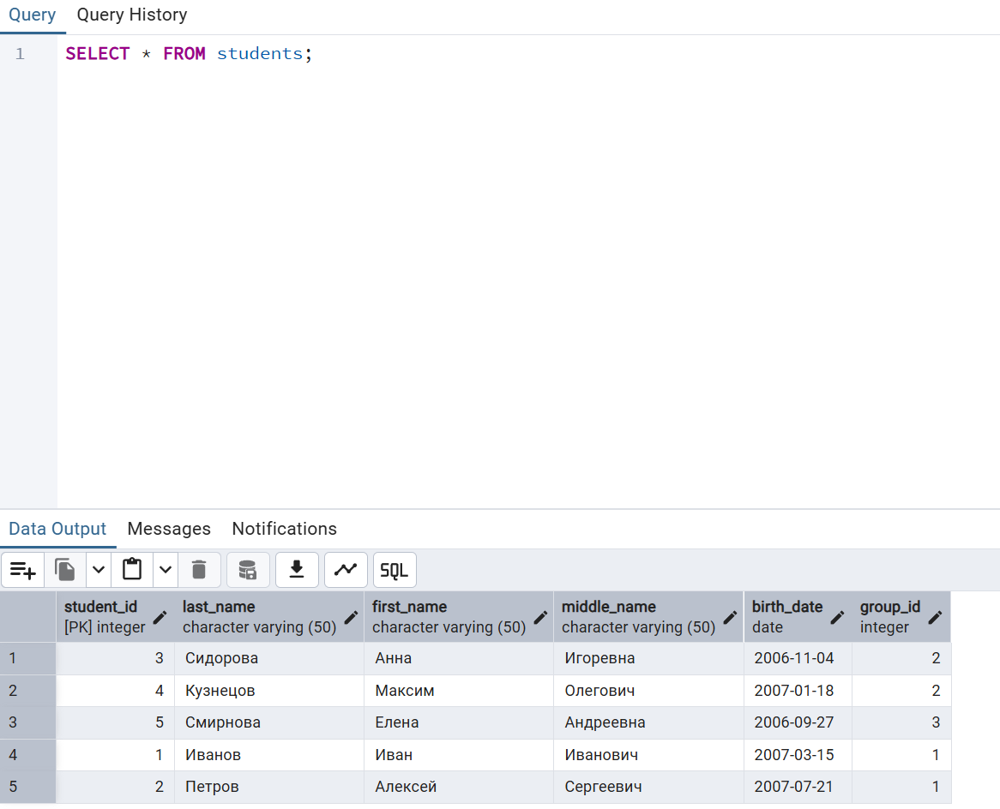 Query Query History
1 SELECT * FROM students;
Data Output Messages Notifications
SQL
student_id last_name first_name middle_name birth_date group_id
[PK] integer character varying (50) character varying (50) character varying (50) date integer
1 3 Сидорова Анна Игоревна 2006-11-04 2
2 4 Кузнецов Максим Олегович 2007-01-18 2
3 5 Смирнова Елена Андреевна 2006-09-27 3
4 1 Иванов Иван Иванович 2007-03-15 1
5 2 Петров Алексей Сергеевич 2007-07-21 1